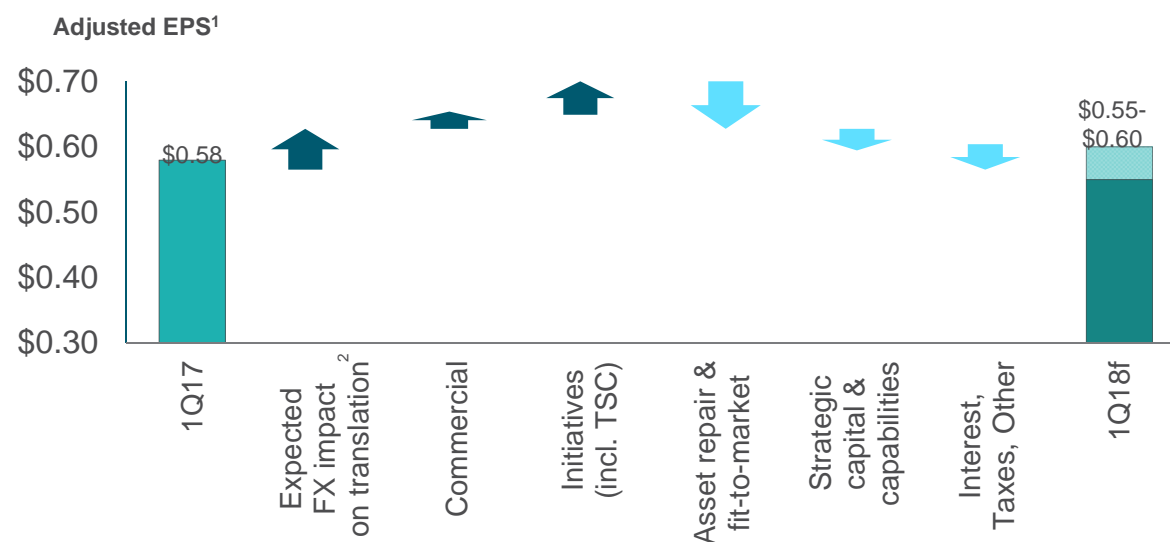 Adjusted EPS¹
$0.70
$0.60
$0.50
$0.40
$0.30
$0.58
$0.55-
$0.60
1Q17
Expected
FX impact
on translation²
Commercial
Initiatives
(incl. TSC)
Asset repair &
fit-to-market
Strategic
capital &
capabilities
Interest,
Taxes, Other
1Q18f